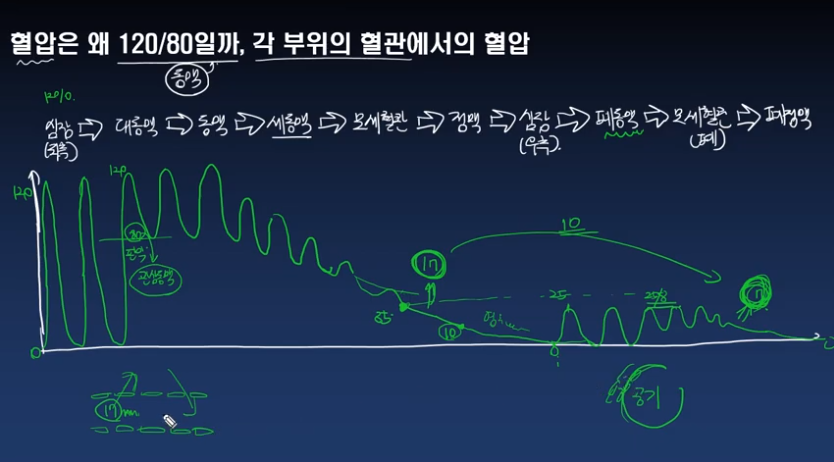 혈압은 왜 120/80일까, 각 부위의 혈관에서의 혈압
동맥
120/0.
심장 ⇨ 대동맥 ⇨ 동맥 ⇨ 세동맥 ⇨ 모세혈관 ⇨ 정맥 ⇨ 심장 ⇨ 폐동맥 ⇨ 모세혈관 ⇨ 폐정맥
(좌측) (우측). (폐)
120 120
80 10
관상동맥 17 17
25 25/8
35
10
0 0
공기
17 mm